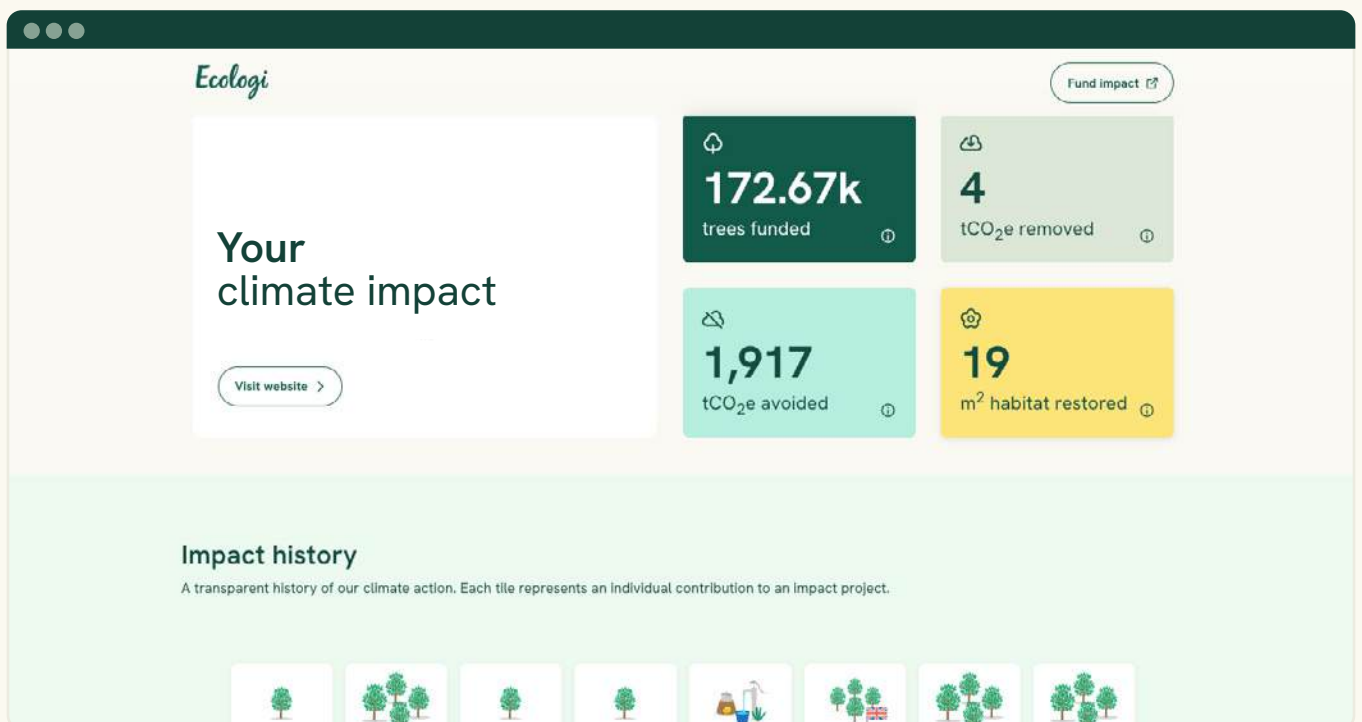 Ecologi
Fund impact
Your
climate impact
Visit website
172.67k
trees funded
4
tCO₂e removed
1,917
tCO₂e avoided
19
m² habitat restored
Impact history
A transparent history of our climate action. Each tile represents an individual contribution to an impact project.